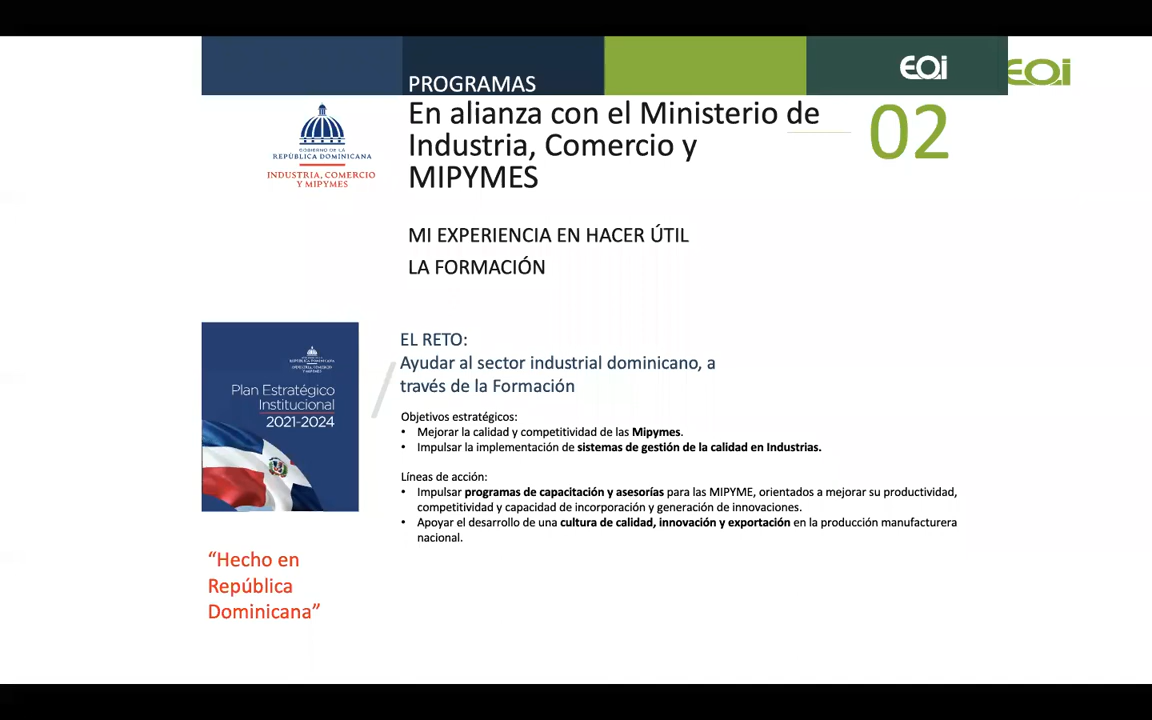 EOi
EOi
PROGRAMAS
En alianza con el Ministerio de
Industria, Comercio y
MIPYMES
02
GOBIERNO DE LA
REPÚBLICA DOMINICANA
INDUSTRIA, COMERCIO
Y MIPYMES
MI EXPERIENCIA EN HACER ÚTIL
LA FORMACIÓN
REPÚBLICA DOMINICANA
INDUSTRIA, COMERCIO
Y MIPYMES
Plan Estratégico
Institucional
2021-2024
EL RETO:
Ayudar al sector industrial dominicano, a
través de la Formación
Objetivos estratégicos:
• Mejorar la calidad y competitividad de las Mipymes.
• Impulsar la implementación de sistemas de gestión de la calidad en Industrias.
Líneas de acción:
• Impulsar programas de capacitación y asesorías para las MIPYME, orientados a mejorar su productividad,
competitividad y capacidad de incorporación y generación de innovaciones.
• Apoyar el desarrollo de una cultura de calidad, innovación y exportación en la producción manufacturera
nacional.
“Hecho en
República
Dominicana”